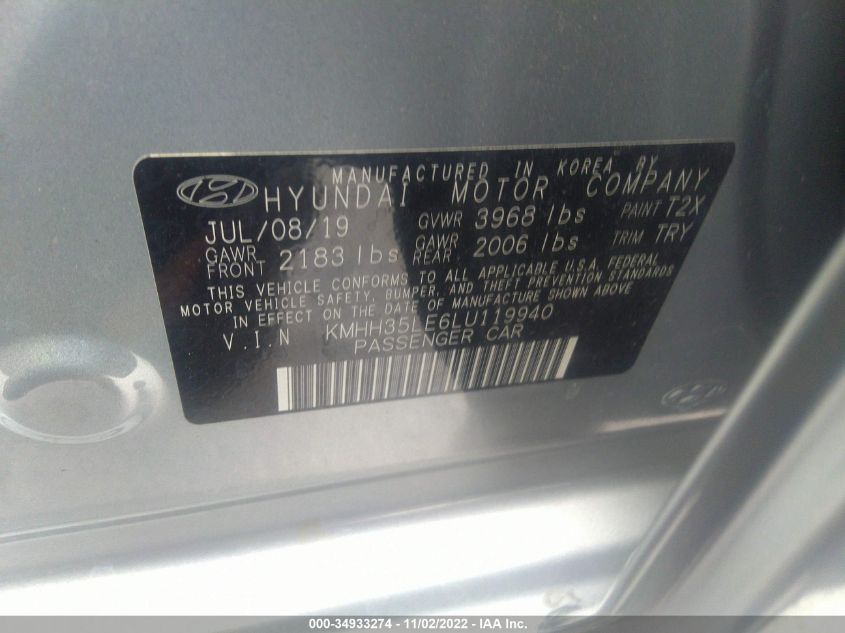 MANUFACTURED IN KOREA BY
HYUNDAI MOTOR COMPANY
JUL/08/19 GVWR 3968 lbs PAINT T2X
GAWR FRONT 2183 lbs GAWR REAR 2006 lbs TRIM TRY
THIS VEHICLE CONFORMS TO ALL APPLICABLE U.S.A. FEDERAL
MOTOR VEHICLE SAFETY, BUMPER, AND THEFT PREVENTION STANDARDS
IN EFFECT ON THE DATE OF MANUFACTURE SHOWN ABOVE
V.I.N KMHH35LE6LU119940
PASSENGER CAR
000-34933274 - 11/02/2022 - IAA Inc.